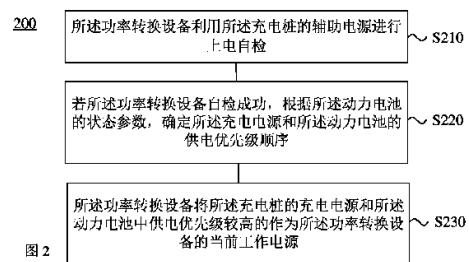 200
所述功率转换设备利用所述充电桩的辅助电源进行
上电自检
S210
若所述功率转换设备自检成功，根据所述动力电池
的状态参数，确定所述充电电源和所述动力电池的
供电优先级顺序
S220
所述功率转换设备将所述充电桩的充电电源和所述
动力电池中供电优先级较高的作为所述功率转换设
备的当前工作电源
S230
图2